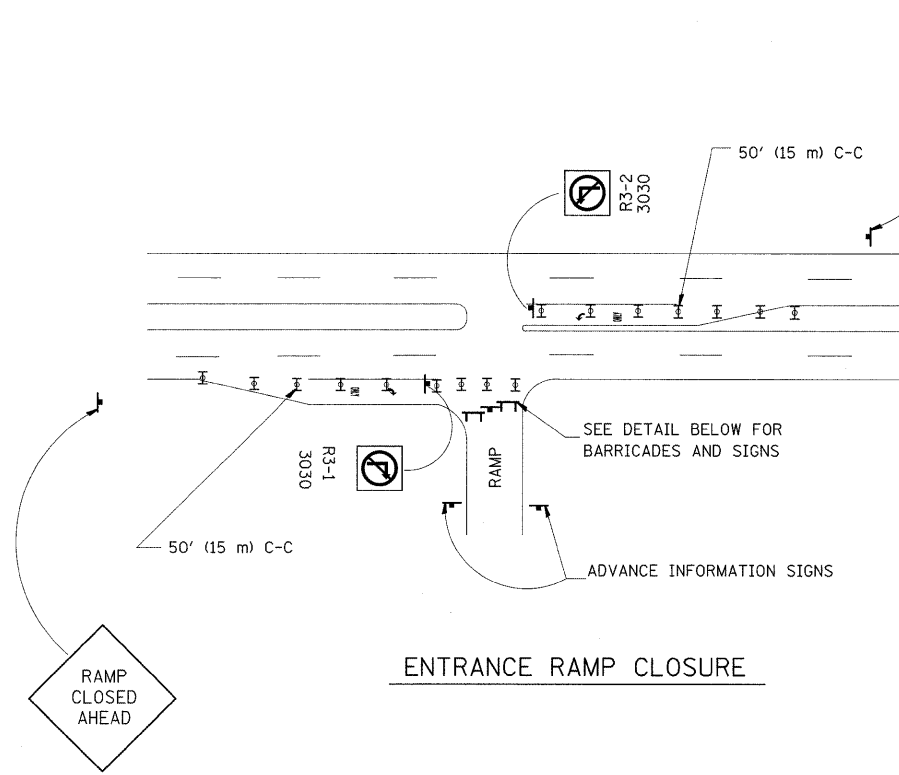 50' (15 m) C-C
R3-2
3030
SEE DETAIL BELOW FOR
BARRICADES AND SIGNS
R3-1
3030
RAMP
50' (15 m) C-C
ADVANCE INFORMATION SIGNS
ENTRANCE RAMP CLOSURE
RAMP
CLOSED
AHEAD